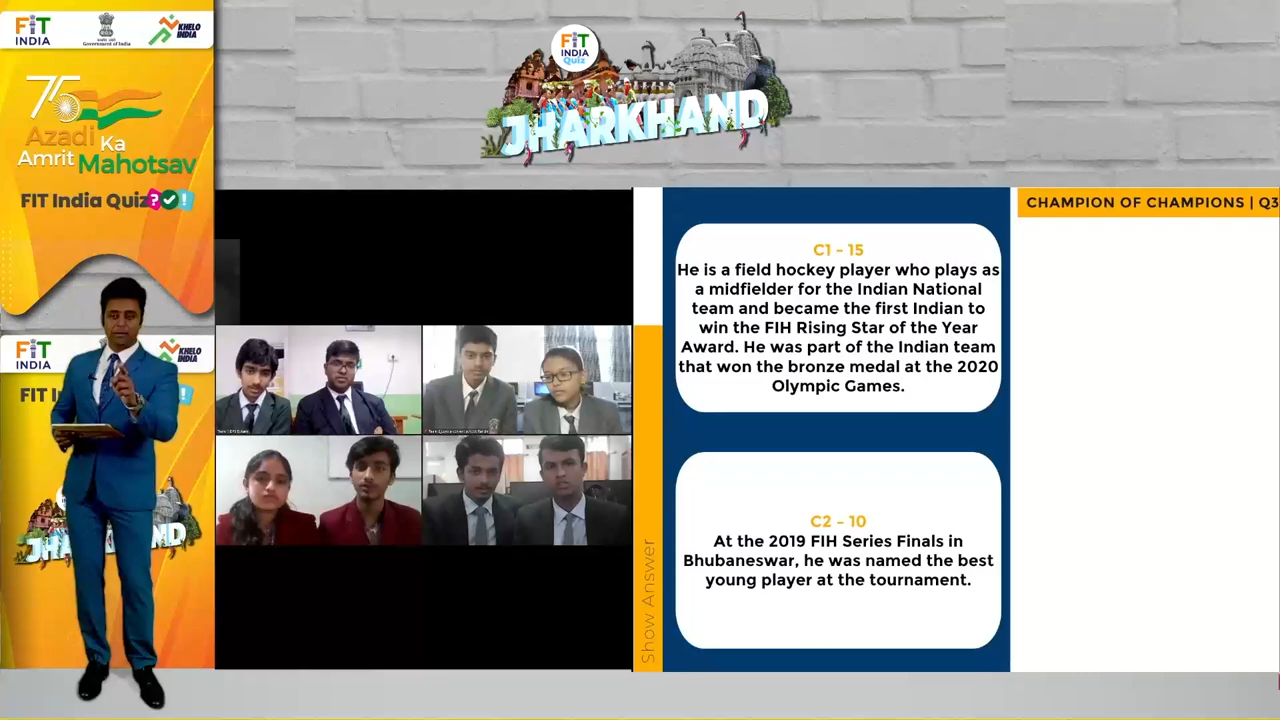 FiT
INDIA
Government of India
KHELO
INDIA
75
Azadi Ka
Amrit Mahotsav
FIT India Quiz?!
FiT
INDIA
KHELO
INDIA
FiT
INDIA
Quiz
JHARKHAND
CHAMPION OF CHAMPIONS | Q3
C1 – 15
He is a field hockey player who plays as
a midfielder for the Indian National
team and became the first Indian to
win the FIH Rising Star of the Year
Award. He was part of the Indian team
that won the bronze medal at the 2020
Olympic Games.
C2 – 10
At the 2019 FIH Series Finals in
Bhubaneswar, he was named the best
young player at the tournament.
Show Answer